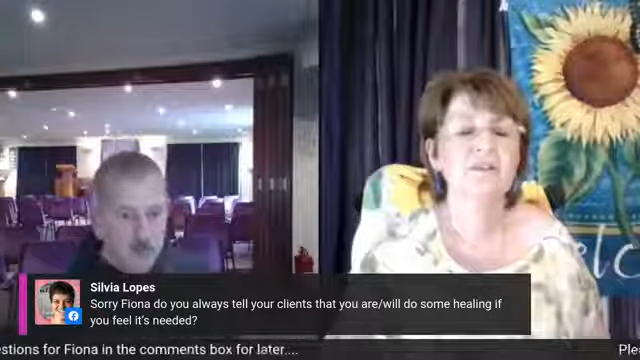 elc
Silvia Lopes
Sorry Fiona do you always tell your clients that you are/will do some healing if
you feel it's needed?
estions for Fiona in the comments box for later.... Ple